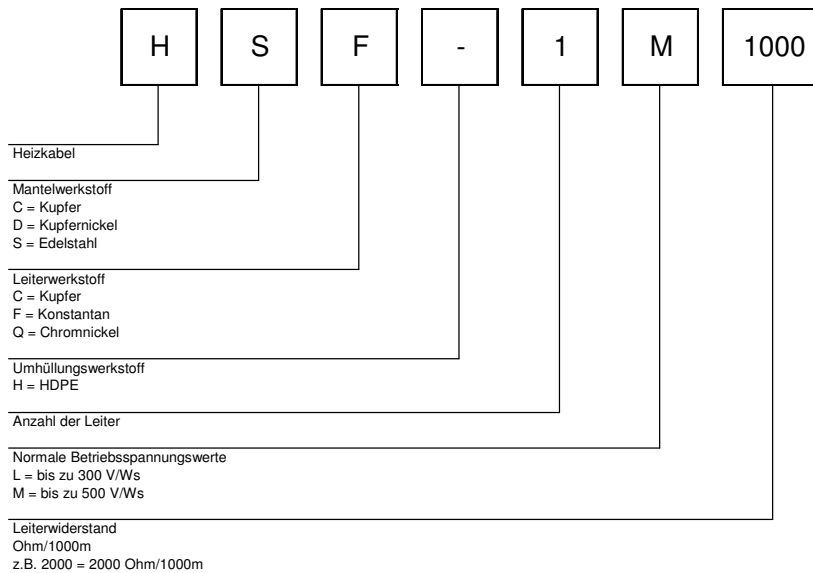 H S F - 1 M 1000
Heizkabel
Mantelwerkstoff
C = Kupfer
D = Kupfernickel
S = Edelstahl
Leiterwerkstoff
C = Kupfer
F = Konstantan
Q = Chromnickel
Umhüllungswerkstoff
H = HDPE
Anzahl der Leiter
Normale Betriebsspannungswerte
L = bis zu 300 V/Ws
M = bis zu 500 V/Ws
Leiterwiderstand
Ohm/1000m
z.B. 2000 = 2000 Ohm/1000m